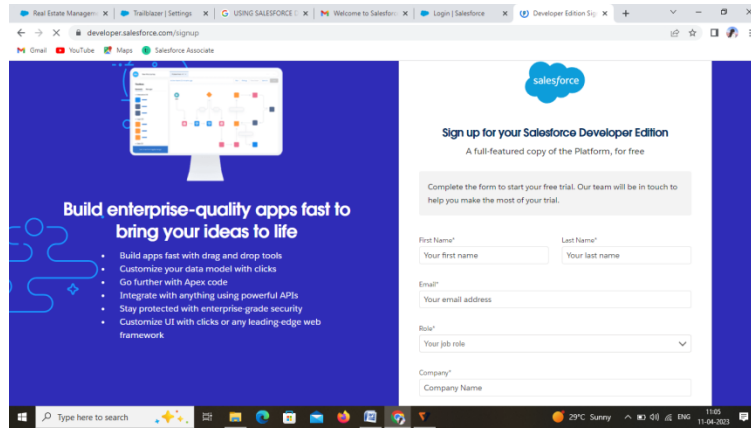 Real Estate Managem
Trailblazer | Settings
USING SALESFORCE D
Welcome to Salesforc
Login | Salesforce
Developer Edition Sig
developer.salesforce.com/signup
Gmail
YouTube
Maps
Salesforce Associate
Build enterprise-quality apps fast to
bring your ideas to life
Build apps fast with drag and drop tools
Customize your data model with clicks
Go further with Apex code
Integrate with anything using powerful APIs
Stay protected with enterprise-grade security
Customize UI with clicks or any leading-edge web
framework
salesforce
Sign up for your Salesforce Developer Edition
A full-featured copy of the Platform, for free
Complete the form to start your free trial. Our team will be in touch to
help you make the most of your trial.
First Name*
Last Name*
Your first name
Your last name
Email*
Your email address
Role*
Your job role
Company*
Company Name
Type here to search
29°C Sunny
ENG
11:05
11-04-2023